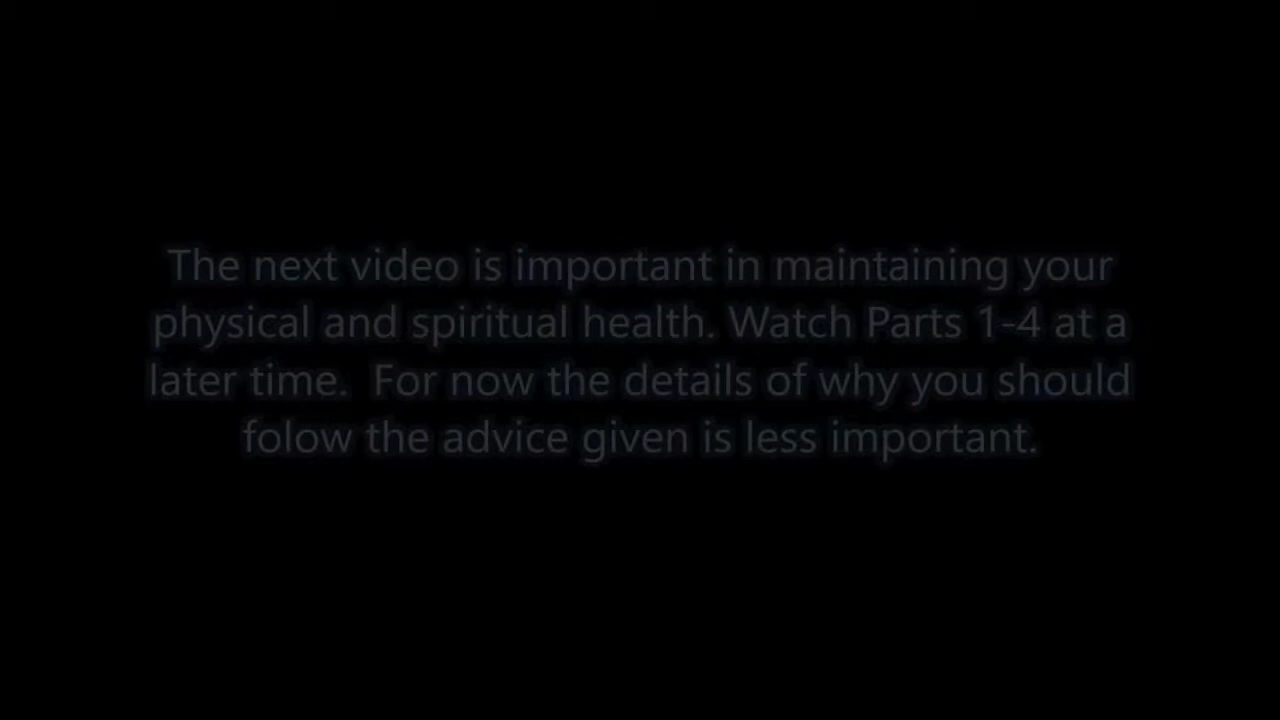 The next video is important in maintaining your
physical and spiritual health. Watch Parts 1-4 at a
later time.  For now the details of why you should
folow the advice given is less important.